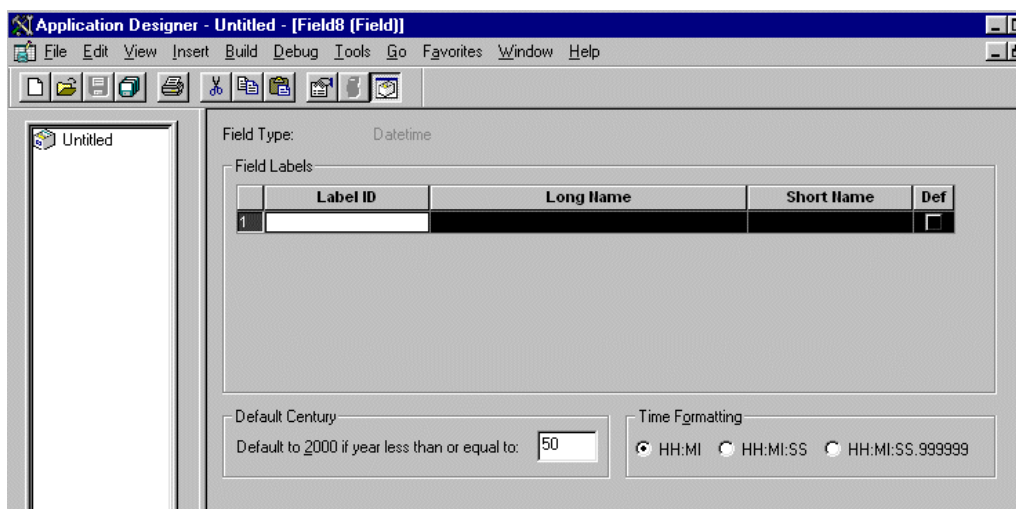 Application Designer - Untitled - [Field8 (Field)]
File Edit View Insert Build Debug Tools Go Favorites Window Help
Untitled
Field Type: Datetime
Field Labels
Label ID Long Name Short Name Def
1
Default Century
Default to 2000 if year less than or equal to: 50
Time Formatting
HH:MI HH:MI:SS HH:MI:SS.999999